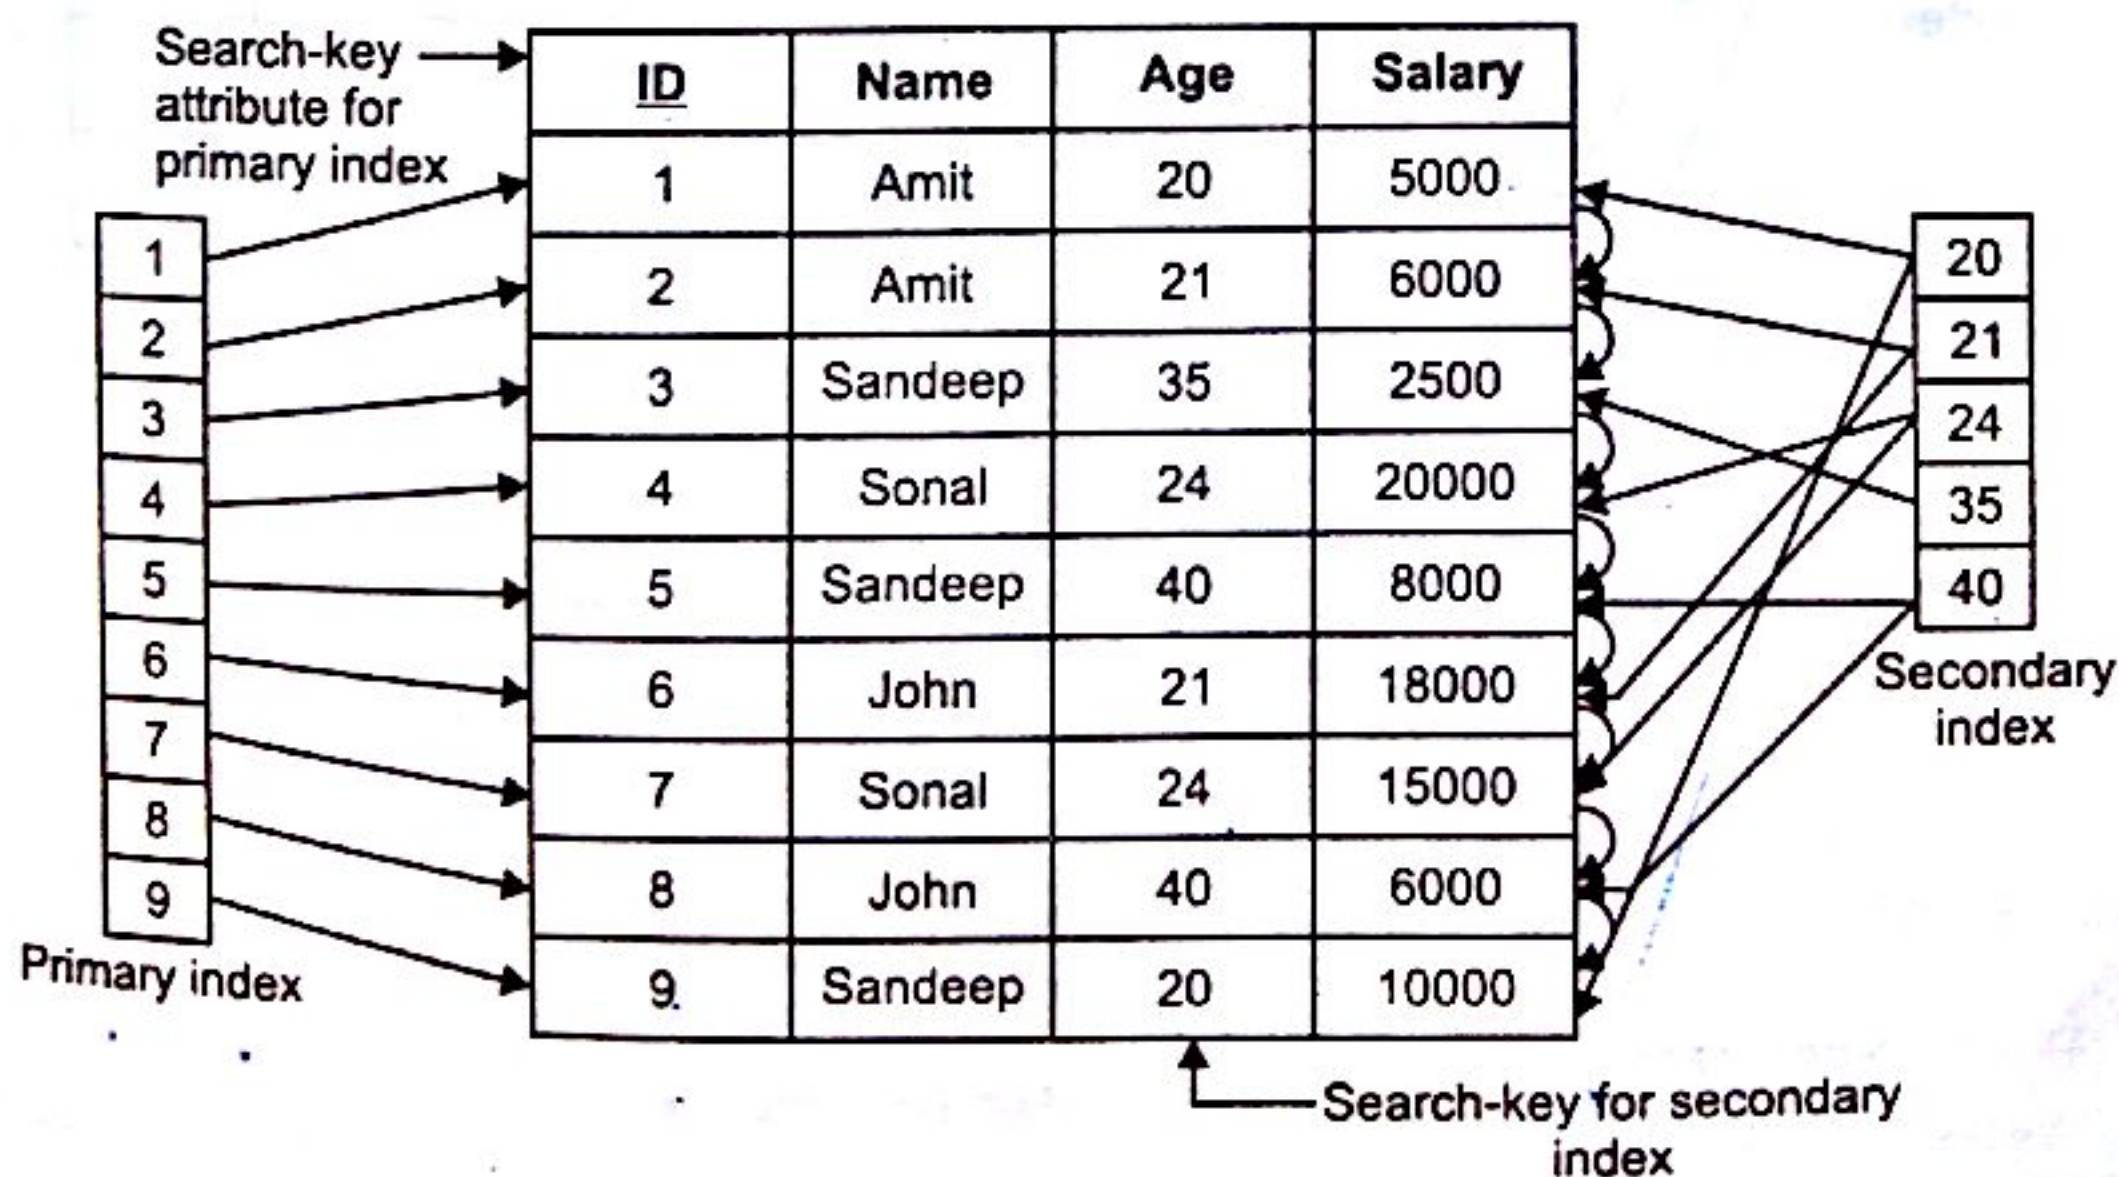 Search-key
attribute for
primary index
ID Name Age Salary
1 Amit 20 5000
2 Amit 21 6000
3 Sandeep 35 2500
4 Sonal 24 20000
5 Sandeep 40 8000
6 John 21 18000
7 Sonal 24 15000
8 John 40 6000
9 Sandeep 20 10000
1
2
3
4
5
6
7
8
9
Primary index
20
21
24
35
40
Secondary
index
Search-key for secondary
index